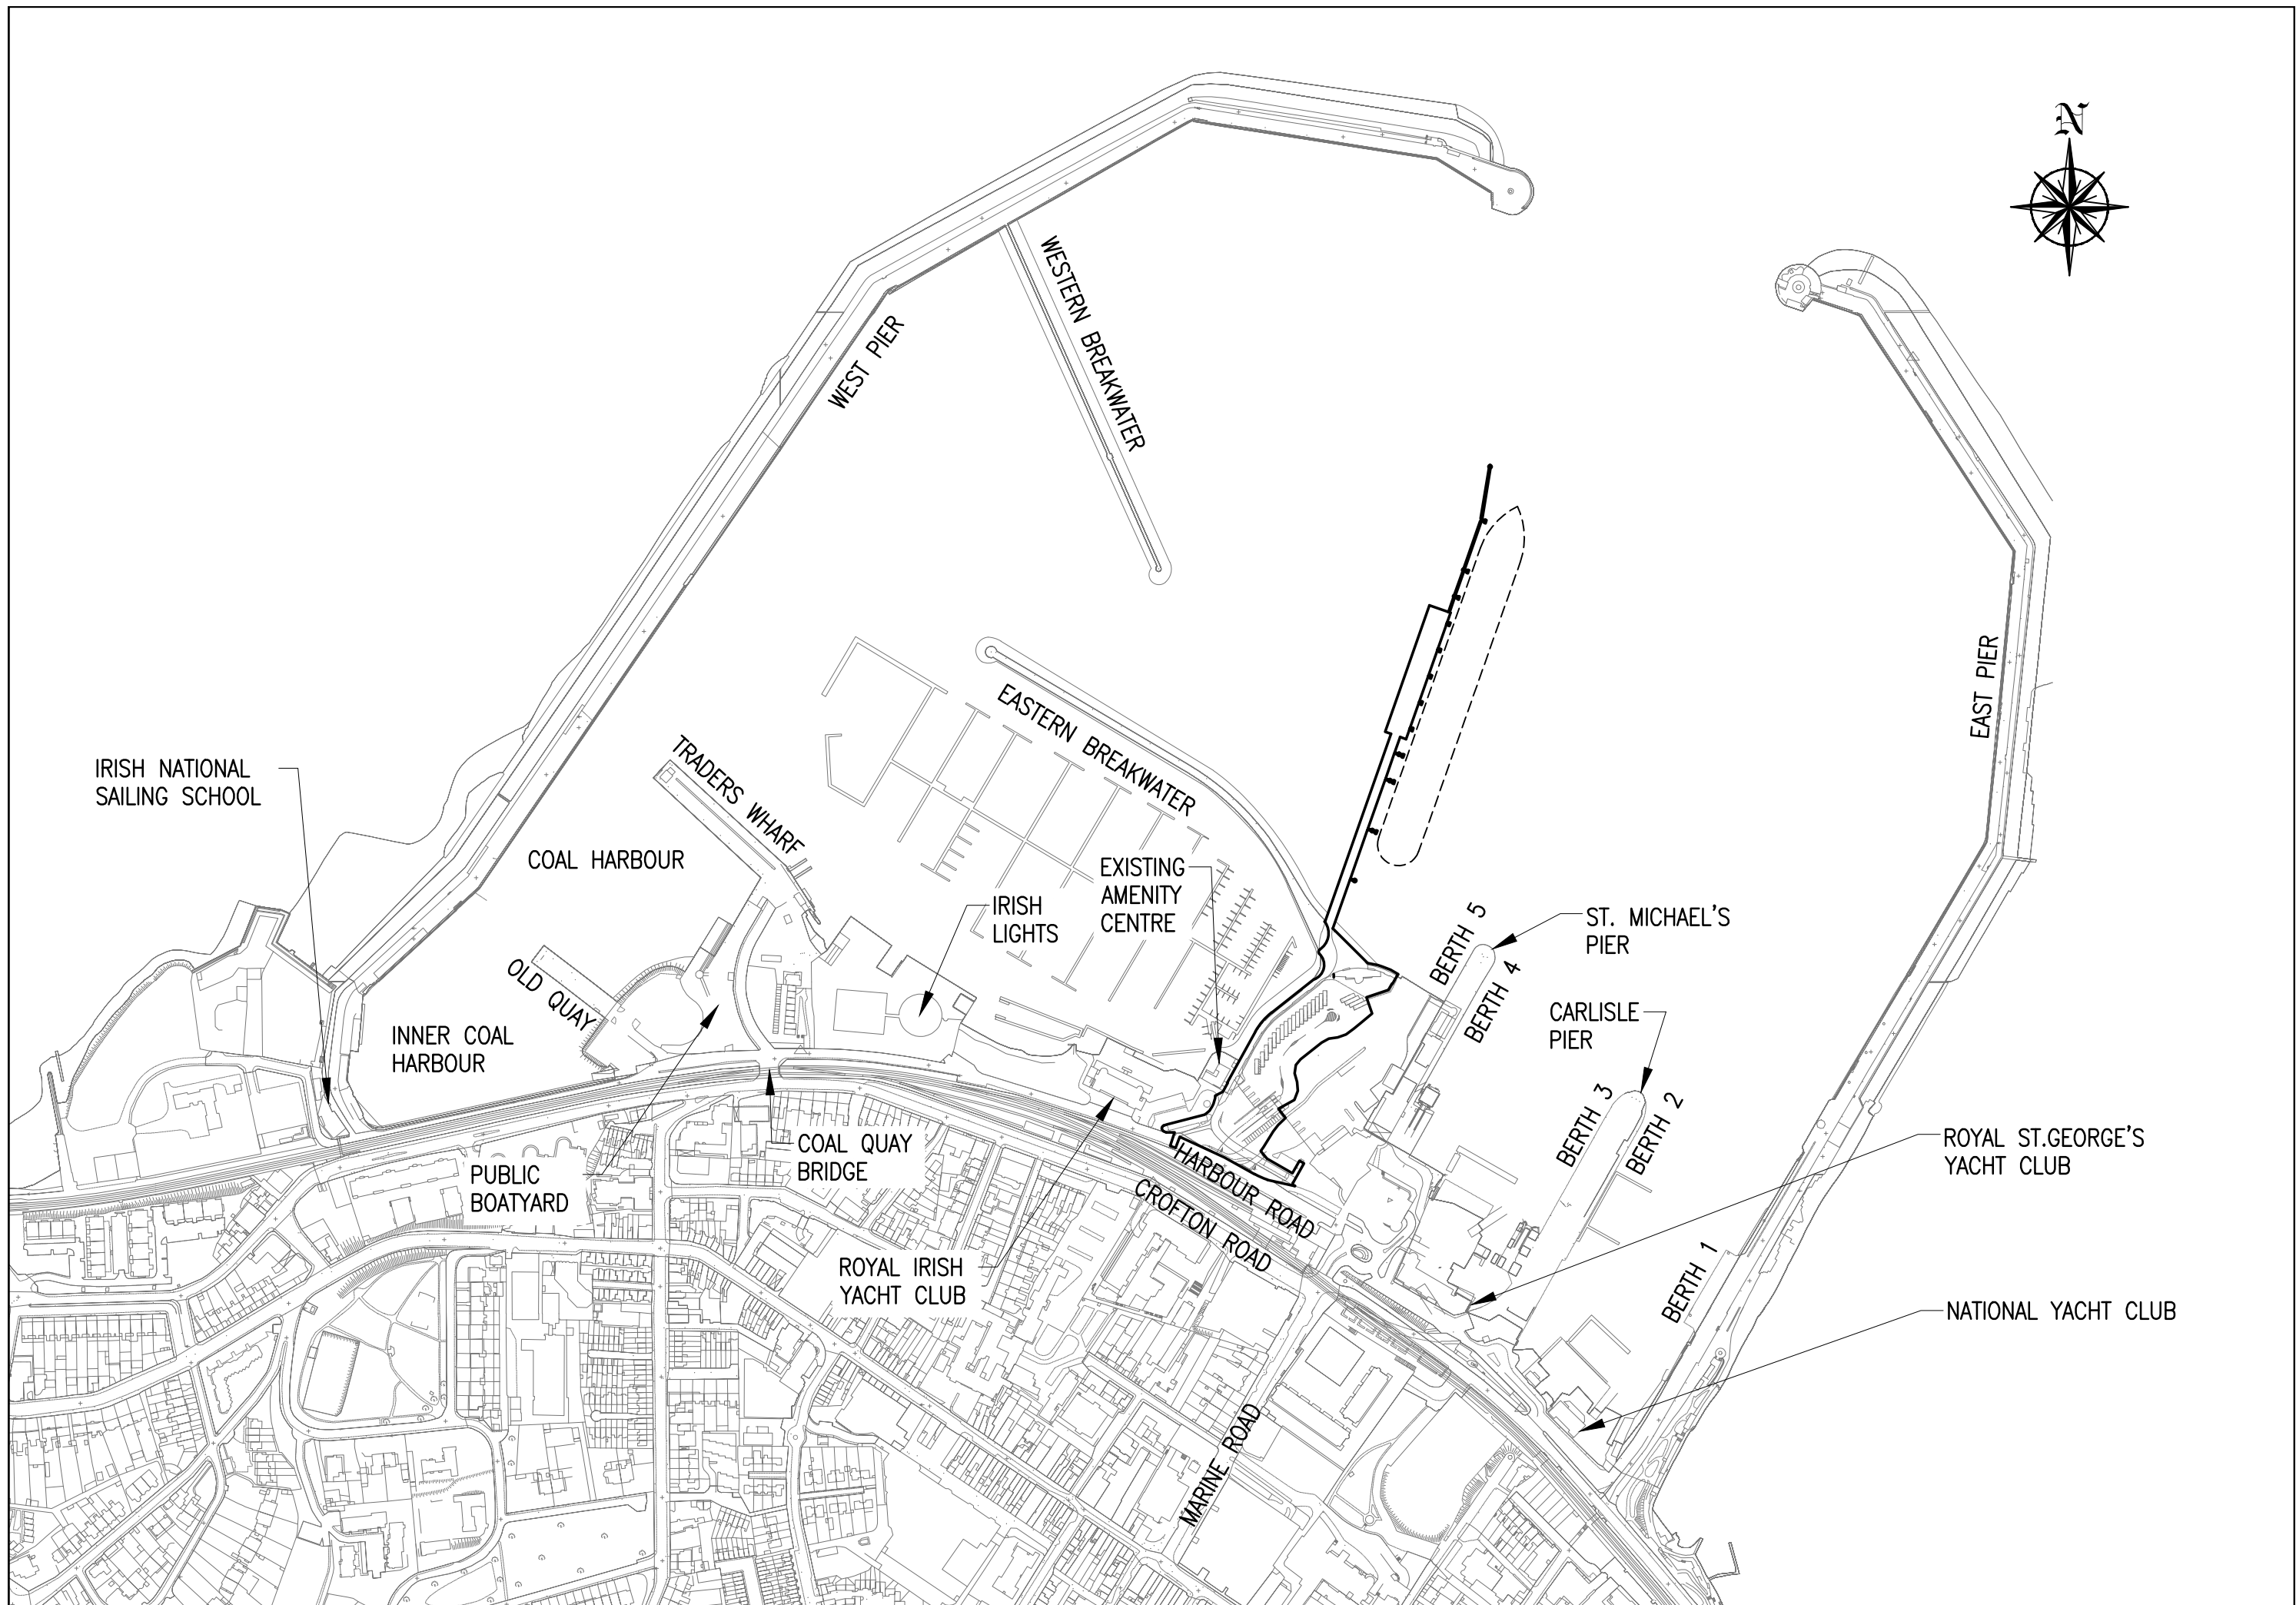 N
WESTERN BREAKWATER
WEST PIER
EAST PIER
EASTERN BREAKWATER
TRADERS WHARF
IRISH NATIONAL
SAILING SCHOOL
COAL HARBOUR
EXISTING
AMENITY
CENTRE
IRISH
LIGHTS
BERTH 5
ST. MICHAEL'S
PIER
BERTH 4
OLD QUAY
CARLISLE
PIER
INNER COAL
HARBOUR
BERTH 3
BERTH 2
COAL QUAY
BRIDGE
PUBLIC
BOATYARD
HARBOUR ROAD
CROFTON ROAD
ROYAL ST.GEORGE'S
YACHT CLUB
ROYAL IRISH
YACHT CLUB
BERTH 1
NATIONAL YACHT CLUB
MARINE ROAD